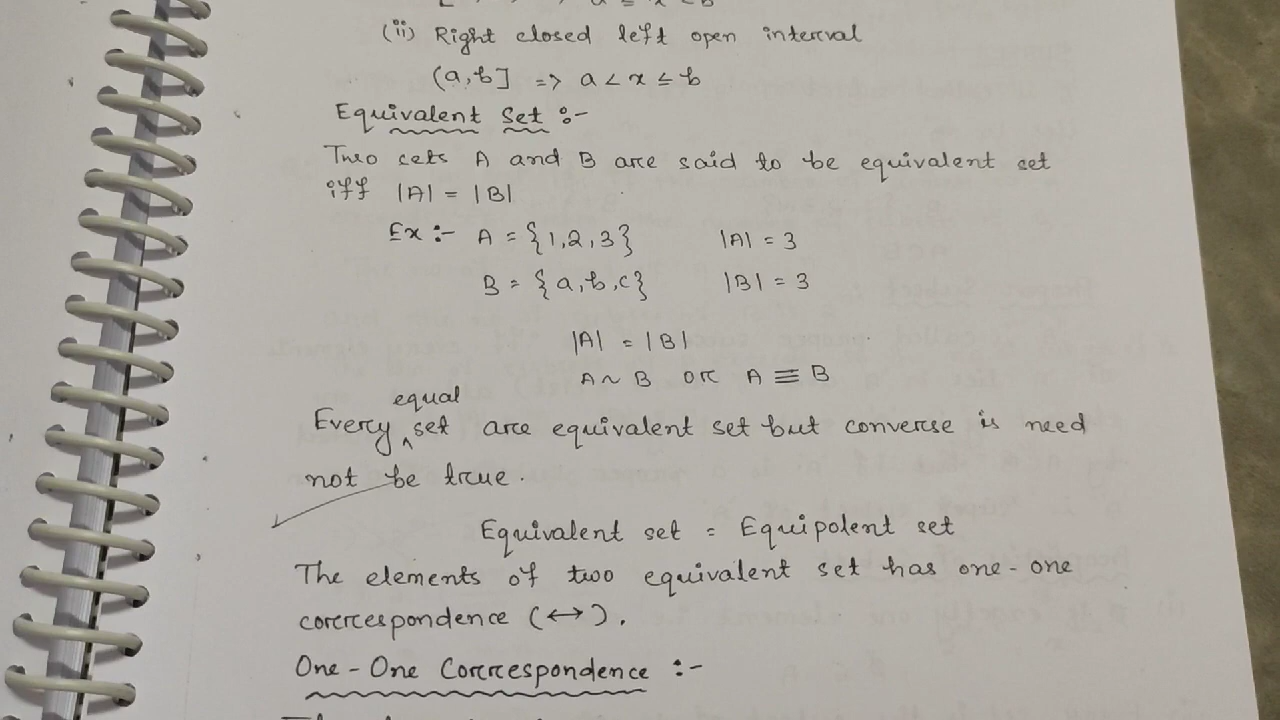 (ii) Right closed left open interval
(a,b] => a < x ≤ b
Equivalent Set :-
Two sets A and B are said to be equivalent set
iff |A| = |B|
Ex :- A = {1,2,3} |A| = 3
B = {a,b,c} |B| = 3
|A| = |B|
A ~ B or A ≡ B
equal
Every ^ set are equivalent set but converse is need
not be true.
Equivalent set = Equipolent set
The elements of two equivalent set has one-one
correspondence (↔).
One-One Correspondence :-